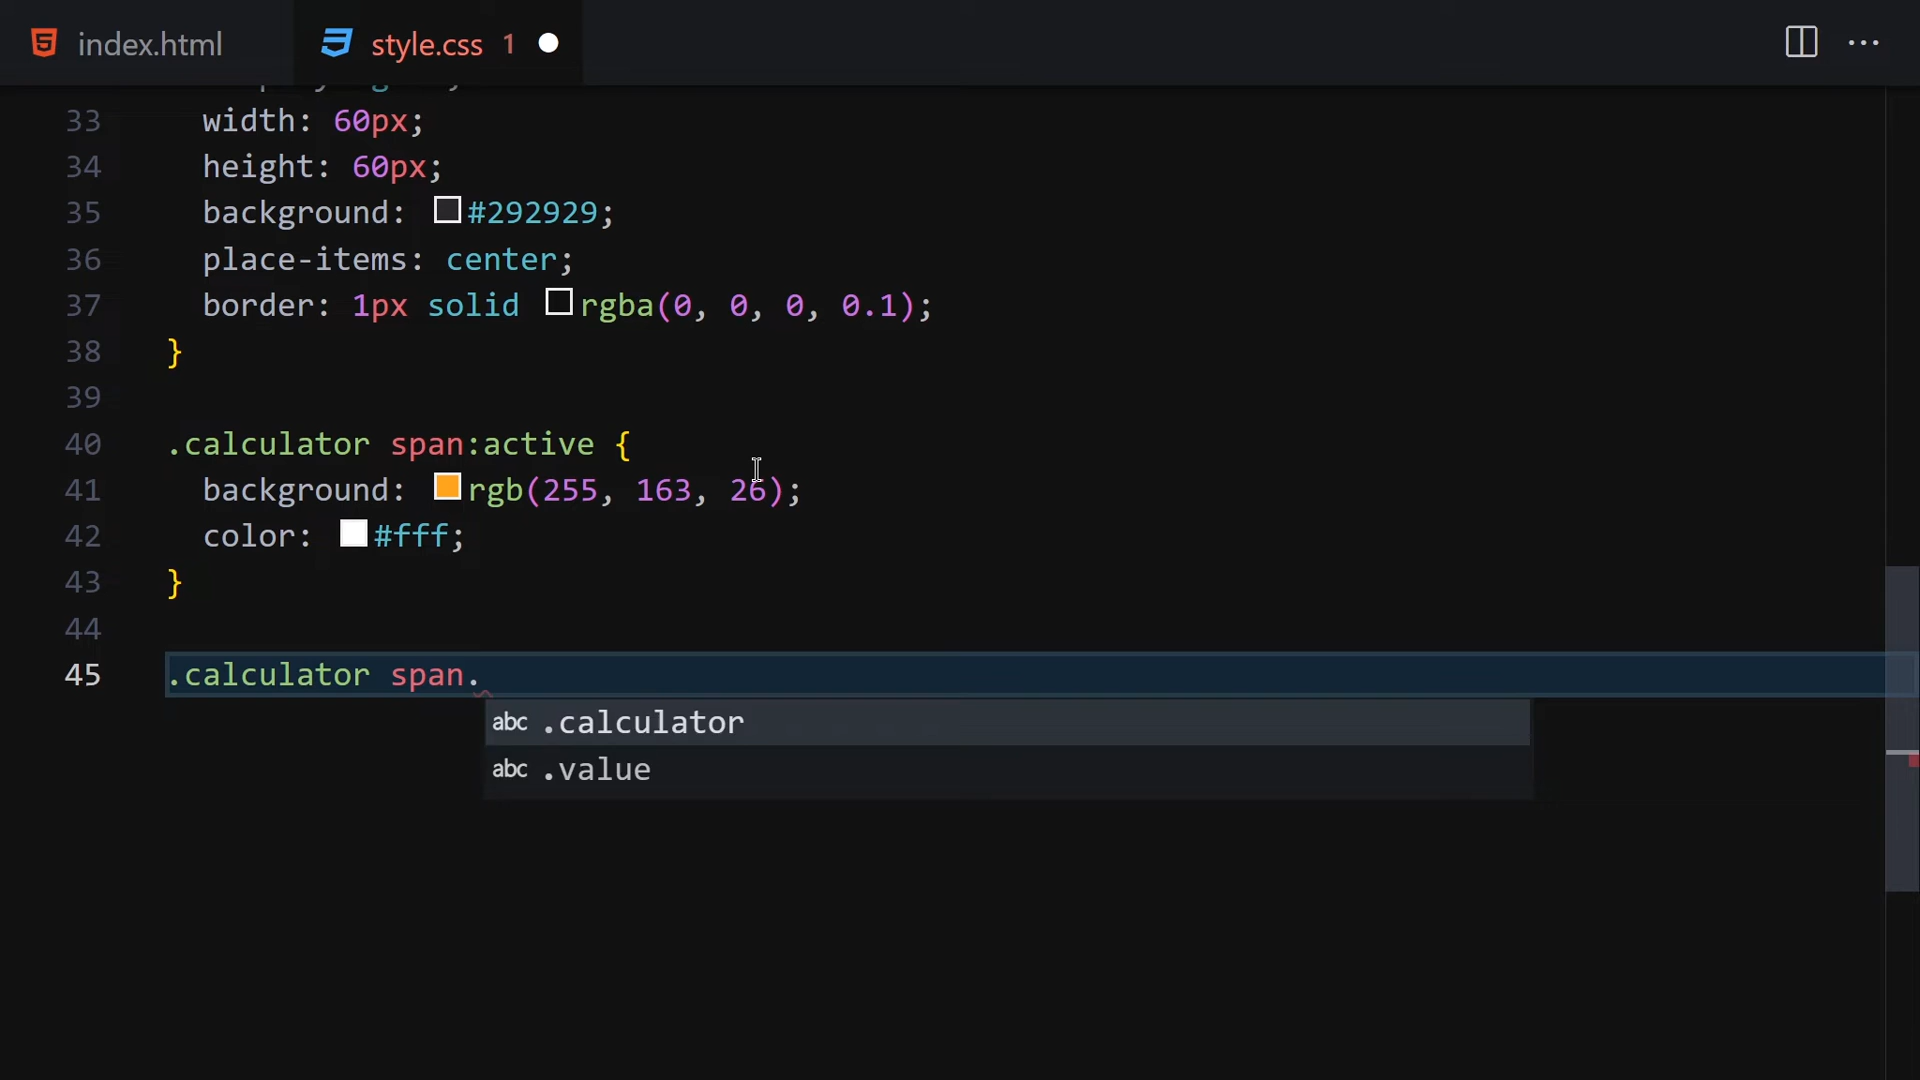 index.html style.css 1
33 width: 60px;
34 height: 60px;
35 background: #292929;
36 place-items: center;
37 border: 1px solid rgba(0, 0, 0, 0.1);
38 }
39
40 .calculator span:active {
41 background: rgb(255, 163, 26);
42 color: #fff;
43 }
44
45 .calculator span.
abc .calculator
abc .value